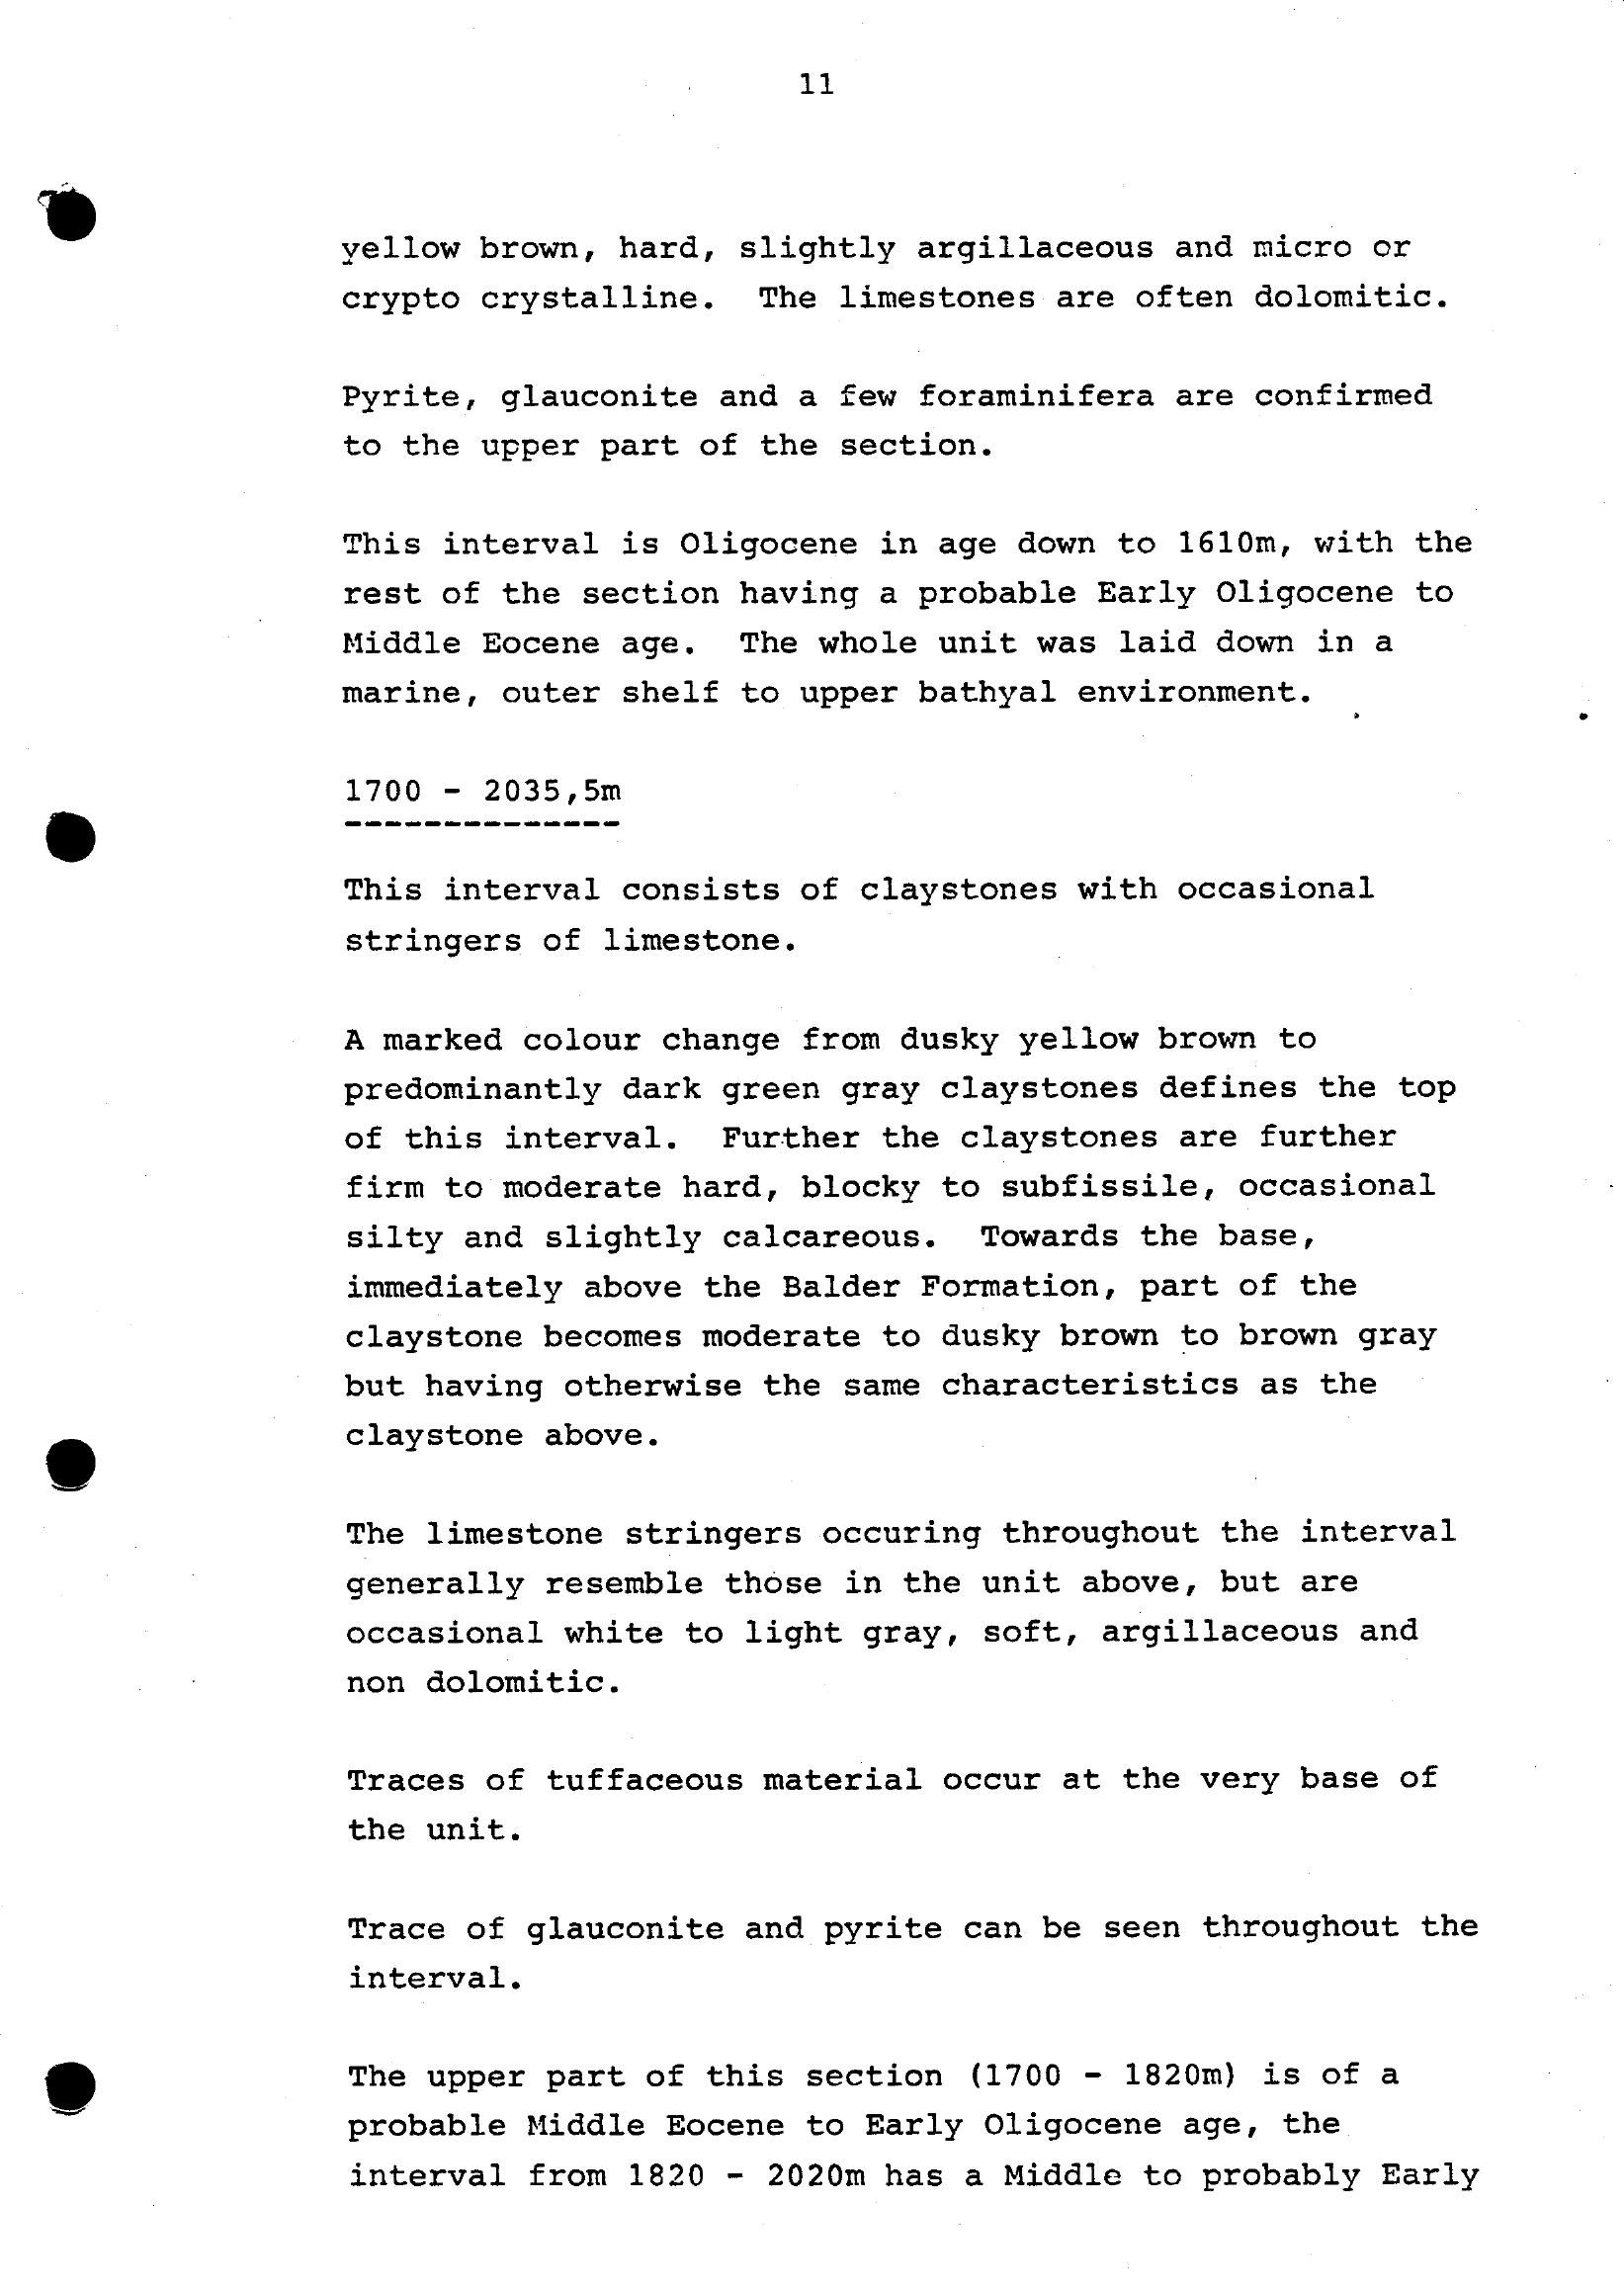 11
yellow brown, hard, slightly argillaceous and micro or
crypto crystalline. The limestones are often dolomitic.
Pyrite, glauconite and a few foraminifera are confirmed
to the upper part of the section.
This interval is Oligocene in age down to 1610m, with the
rest of the section having a probable Early Oligocene to
Middle Eocene age. The whole unit was laid down in a
marine, outer shelf to upper bathyal environment.
1700 - 2035,5m
--------------
This interval consists of claystones with occasional
stringers of limestone.
A marked colour change from dusky yellow brown to
predominantly dark green gray claystones defines the top
of this interval. Further the claystones are further
firm to moderate hard, blocky to subfissile, occasional
silty and slightly calcareous. Towards the base,
immediately above the Balder Formation, part of the
claystone becomes moderate to dusky brown to brown gray
but having otherwise the same characteristics as the
claystone above.
The limestone stringers occuring throughout the interval
generally resemble those in the unit above, but are
occasional white to light gray, soft, argillaceous and
non dolomitic.
Traces of tuffaceous material occur at the very base of
the unit.
Trace of glauconite and pyrite can be seen throughout the
interval.
The upper part of this section (1700 - 1820m) is of a
probable Middle Eocene to Early Oligocene age, the
interval from 1820 - 2020m has a Middle to probably Early